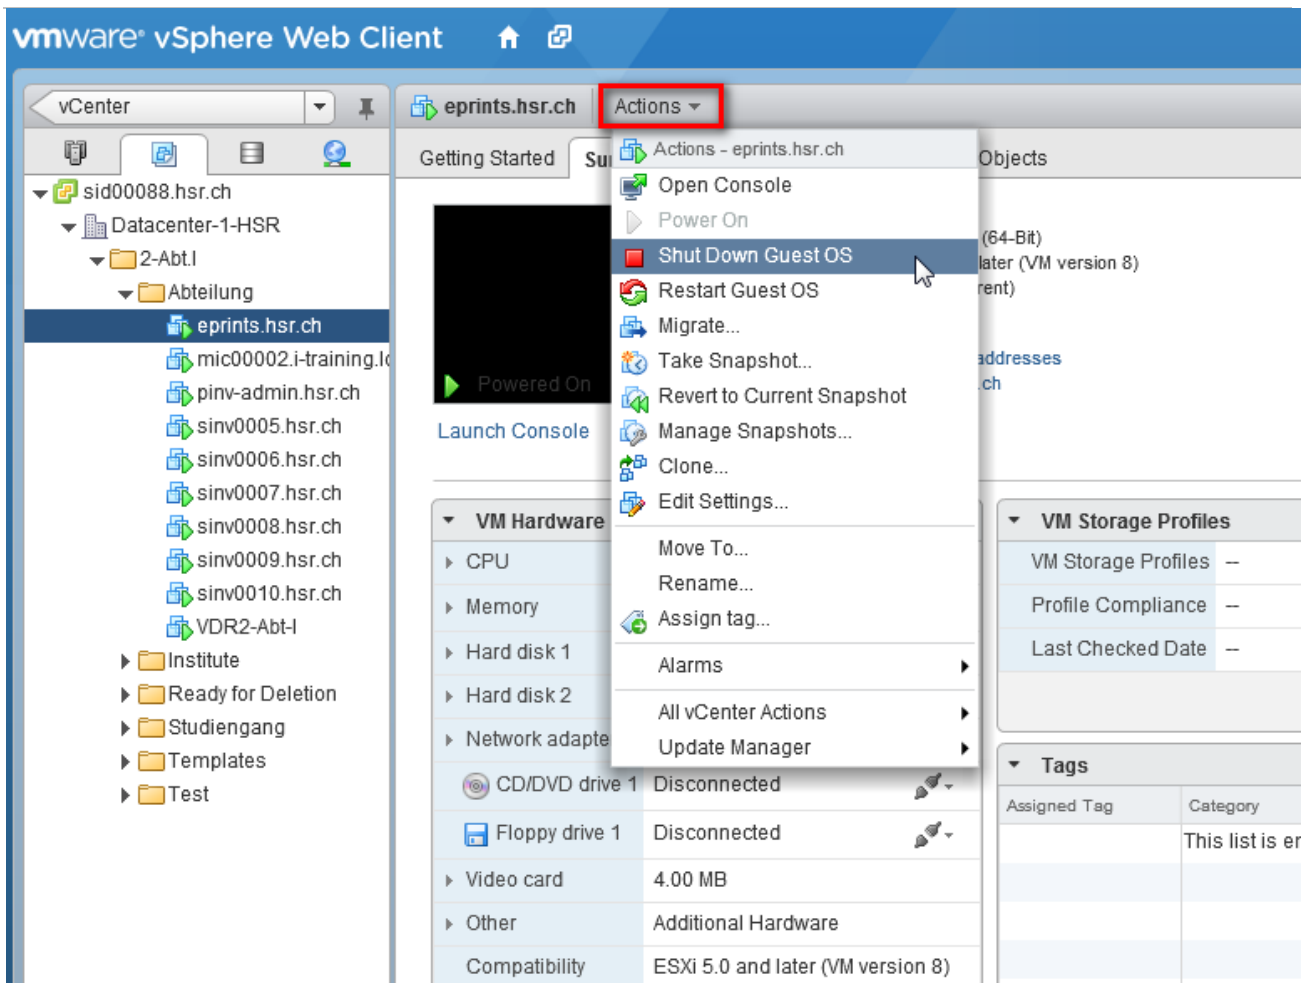 vmware® vSphere Web Client
vCenter
sid00088.hsr.ch
Datacenter-1-HSR
2-Abt.I
Abteilung
eprints.hsr.ch
mic00002.i-training.
pinv-admin.hsr.ch
sinv0005.hsr.ch
sinv0006.hsr.ch
sinv0007.hsr.ch
sinv0008.hsr.ch
sinv0009.hsr.ch
sinv0010.hsr.ch
VDR2-Abt-I
Institute
Ready for Deletion
Studiengang
Templates
Test
eprints.hsr.ch Actions
Getting Started Su Objects
Actions - eprints.hsr.ch
Open Console
Power On
Shut Down Guest OS
Restart Guest OS
Migrate...
Take Snapshot...
Revert to Current Snapshot
Manage Snapshots...
Clone...
Edit Settings...
Move To...
Rename...
Assign tag...
Alarms
All vCenter Actions
Update Manager
(64-Bit)
later (VM version 8)
rent)
addresses
.ch
Powered On
Launch Console
VM Hardware
CPU
Memory
Hard disk 1
Hard disk 2
Network adapte
CD/DVD drive 1 Disconnected
Floppy drive 1 Disconnected
Video card 4.00 MB
Other Additional Hardware
Compatibility ESXi 5.0 and later (VM version 8)
VM Storage Profiles
VM Storage Profiles --
Profile Compliance --
Last Checked Date --
Tags
Assigned Tag Category
This list is